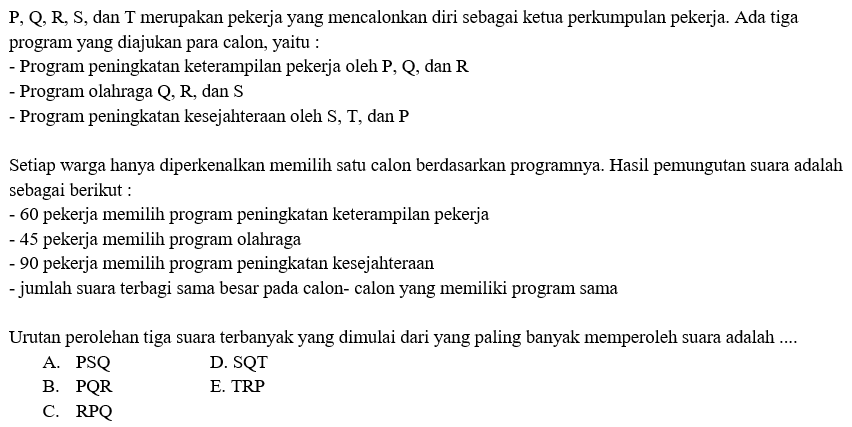 P, Q, R, S, dan T merupakan pekerja yang mencalonkan diri sebagai ketua perkumpulan pekerja. Ada tiga
program yang diajukan para calon, yaitu :
- Program peningkatan keterampilan pekerja oleh P, Q, dan R
- Program olahraga Q, R, dan S
- Program peningkatan kesejahteraan oleh S, T, dan P
Setiap warga hanya diperkenalkan memilih satu calon berdasarkan programnya. Hasil pemungutan suara adalah
sebagai berikut :
- 60 pekerja memilih program peningkatan keterampilan pekerja
- 45 pekerja memilih program olahraga
- 90 pekerja memilih program peningkatan kesejahteraan
- jumlah suara terbagi sama besar pada calon- calon yang memiliki program sama
Urutan perolehan tiga suara terbanyak yang dimulai dari yang paling banyak memperoleh suara adalah ....
A. PSQ D. SQT
B. PQR E. TRP
C. RPQ